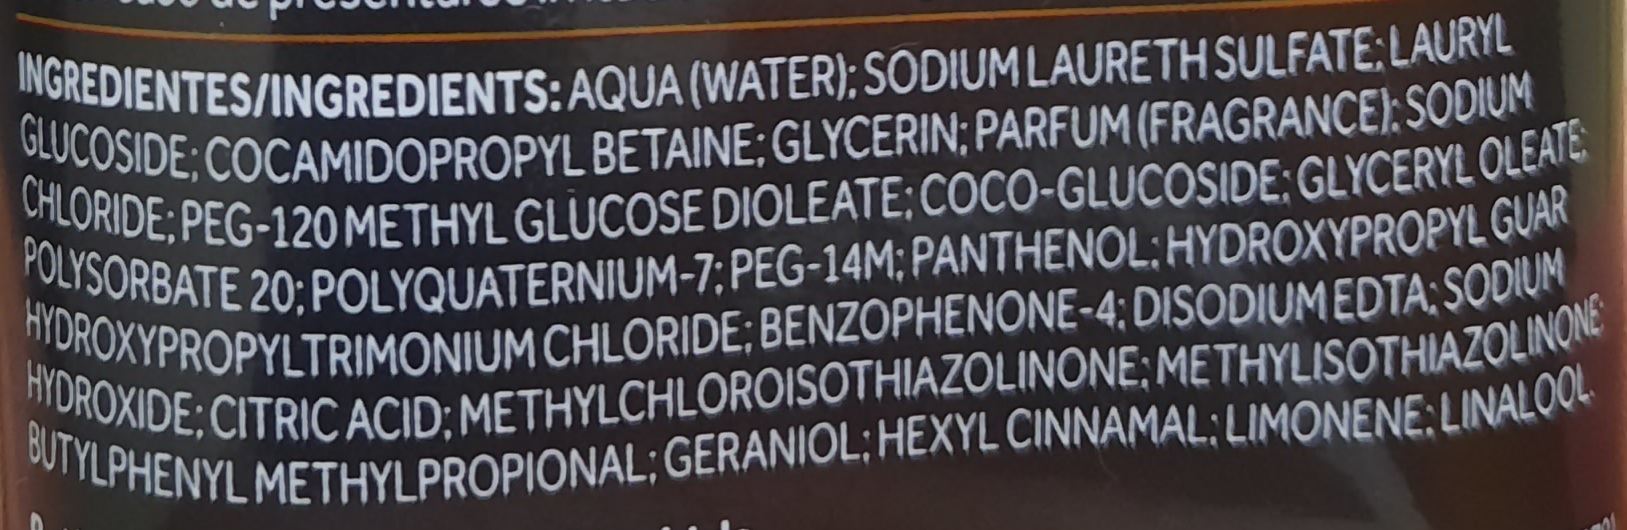 INGREDIENTES/INGREDIENTS: AQUA (WATER); SODIUM LAURETH SULFATE; LAURYL
GLUCOSIDE; COCAMIDOPROPYL BETAINE; GLYCERIN; PARFUM (FRAGRANCE); SODIUM
CHLORIDE; PEG-120 METHYL GLUCOSE DIOLEATE; COCO-GLUCOSIDE; GLYCERYL OLEATE;
POLYSORBATE 20; POLYQUATERNIUM-7; PEG-14M; PANTHENOL; HYDROXYPROPYL GUAR
HYDROXYPROPYLTRIMONIUM CHLORIDE; BENZOPHENONE-4; DISODIUM EDTA; SODIUM
HYDROXIDE; CITRIC ACID; METHYLCHLOROISOTHIAZOLINONE; METHYLISOTHIAZOLINONE;
BUTYLPHENYL METHYLPROPIONAL; GERANIOL; HEXYL CINNAMAL; LIMONENE; LINALOOL.